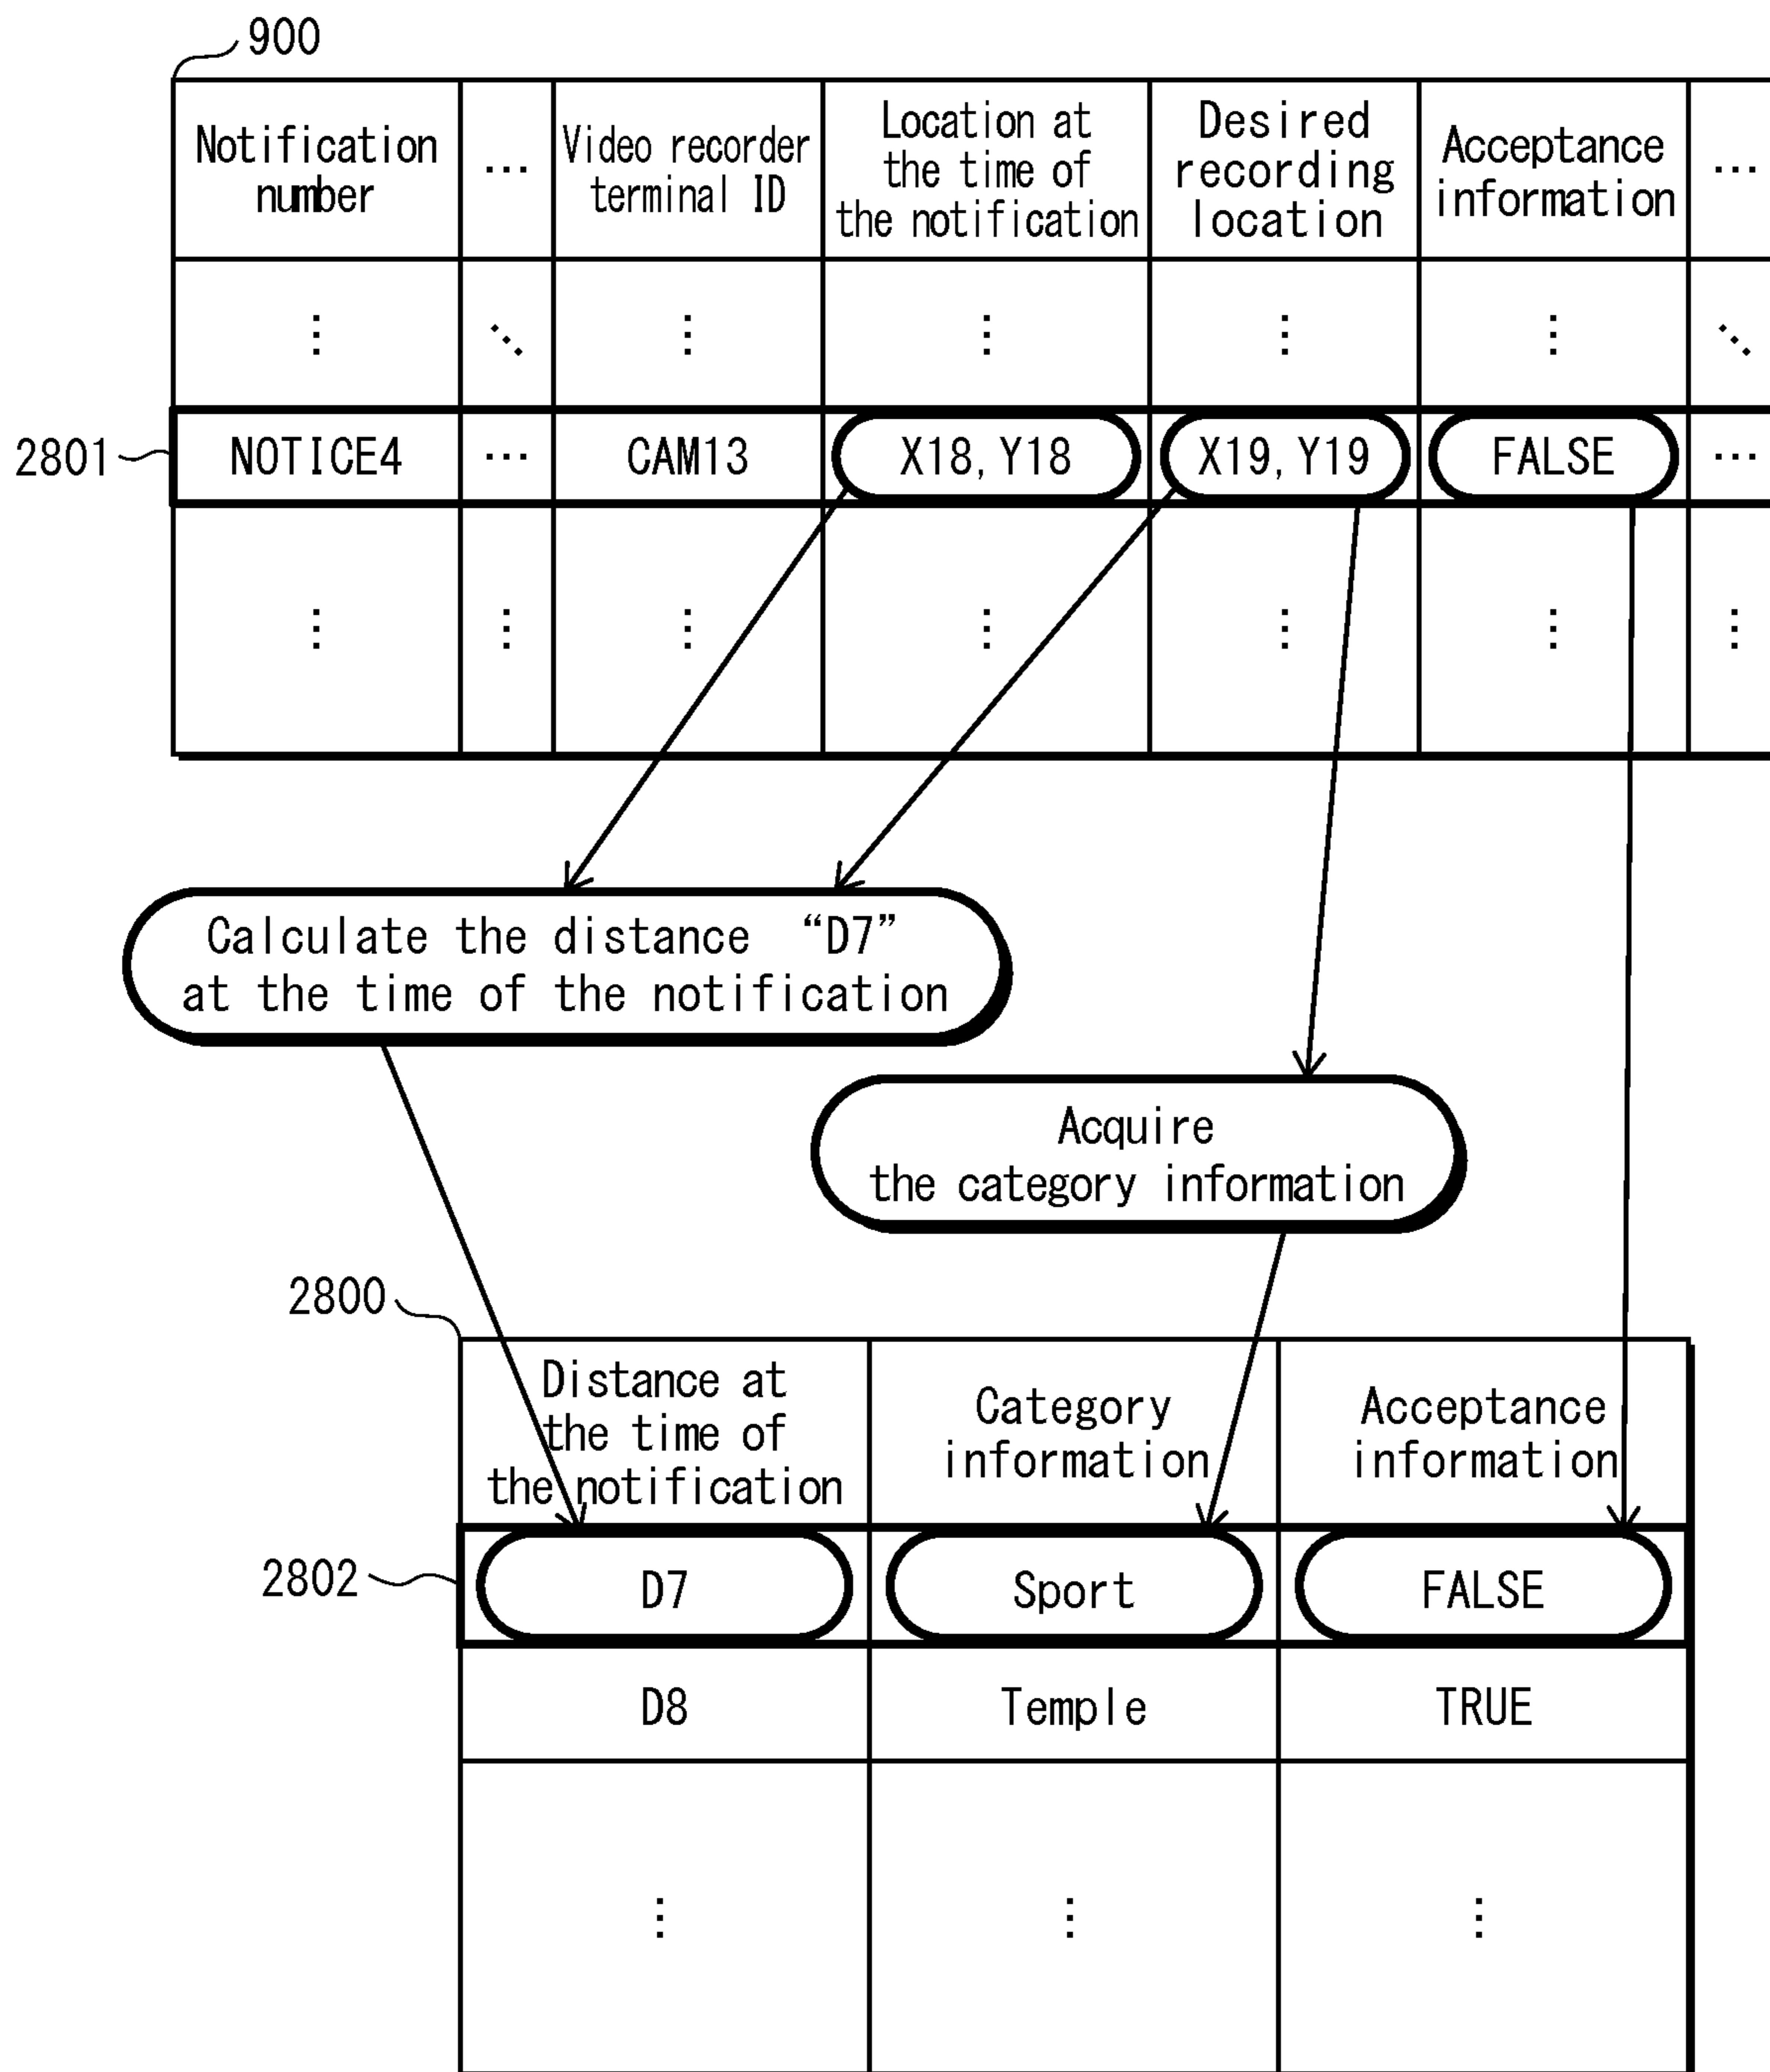 900
Notification
number
...
Video recorder
terminal ID
Location at
the time of
the notification
Desired
recording
location
Acceptance
information
...
2801
NOTICE4
...
CAM13
X18, Y18
X19, Y19
FALSE
...
Calculate the distance “D7”
at the time of the notification
Acquire
the category information
2800
Distance at
the time of
the notification
Category
information
Acceptance
information
2802
D7
Sport
FALSE
D8
Temple
TRUE